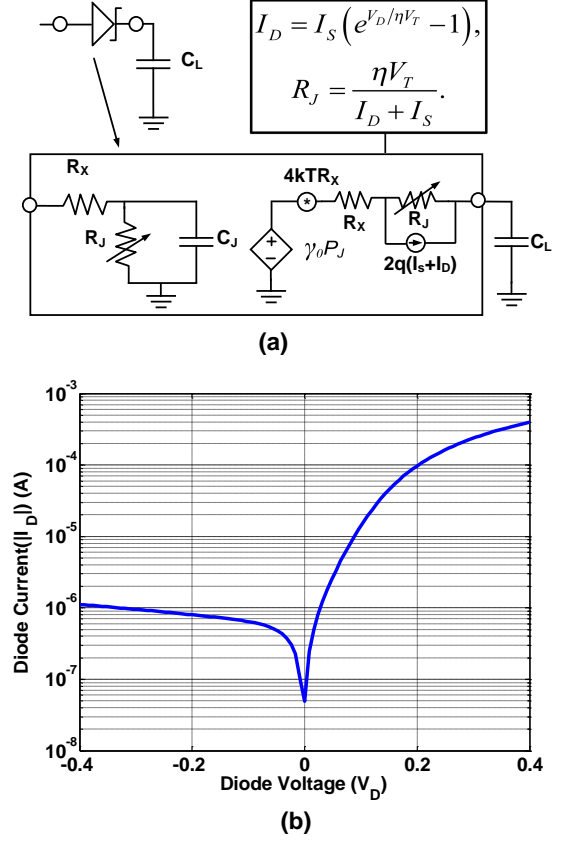 C_L
I_D = I_S (e^{V_D/ηV_T} − 1),
R_J = ηV_T / (I_D + I_S).
R_X
R_J
C_J
4kTR_X
R_X
R_J
γ_0P_J
2q(I_s+I_D)
C_L
(a)
Diode Current(|I_D|) (A)
10^-3
10^-4
10^-5
10^-6
10^-7
10^-8
-0.4 -0.2 0 0.2 0.4
Diode Voltage (V_D)
(b)